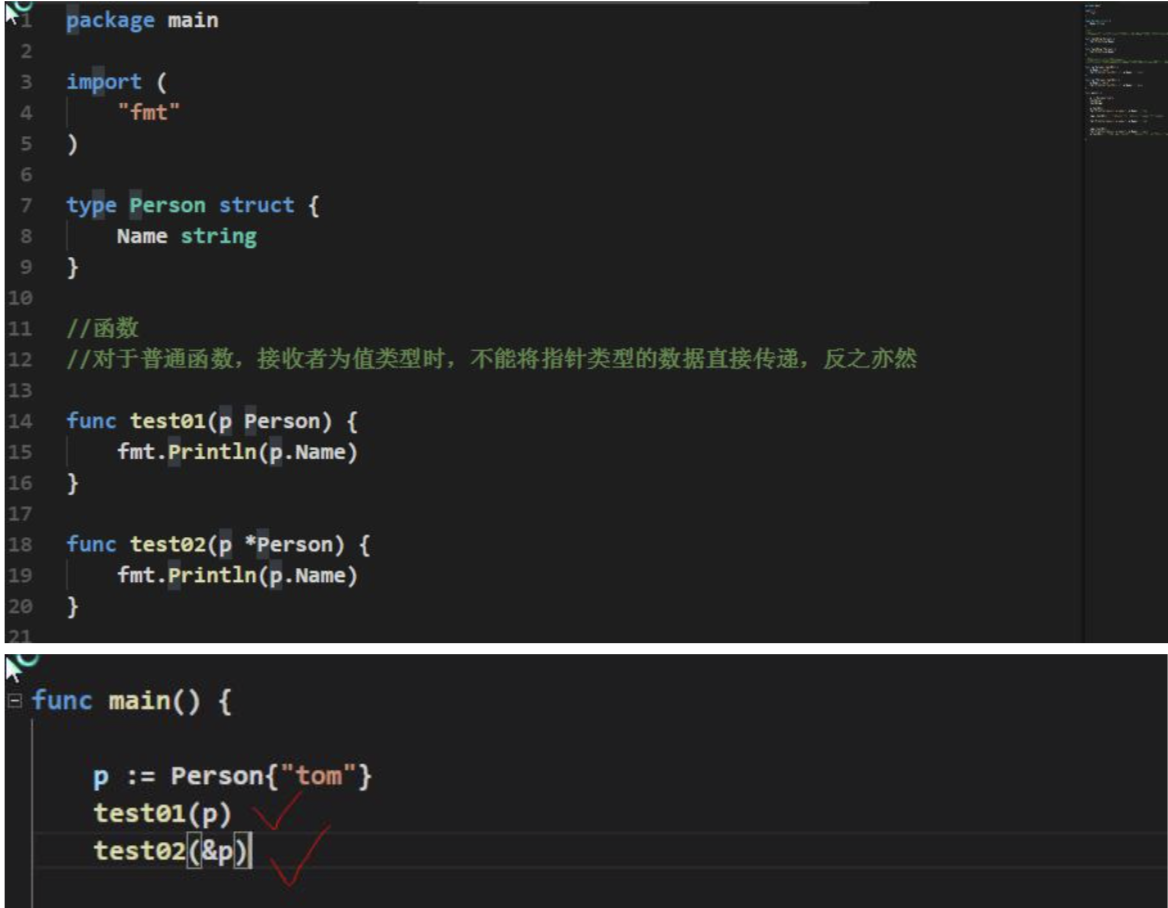 1 package main
2
3 import (
4 "fmt"
5 )
6
7 type Person struct {
8 Name string
9 }
10
11 //函数
12 //对于普通函数，接收者为值类型时，不能将指针类型的数据直接传递，反之亦然
13
14 func test01(p Person) {
15 fmt.Println(p.Name)
16 }
17
18 func test02(p *Person) {
19 fmt.Println(p.Name)
20 }
21
func main() {
p := Person{"tom"}
test01(p)
test02(&p)